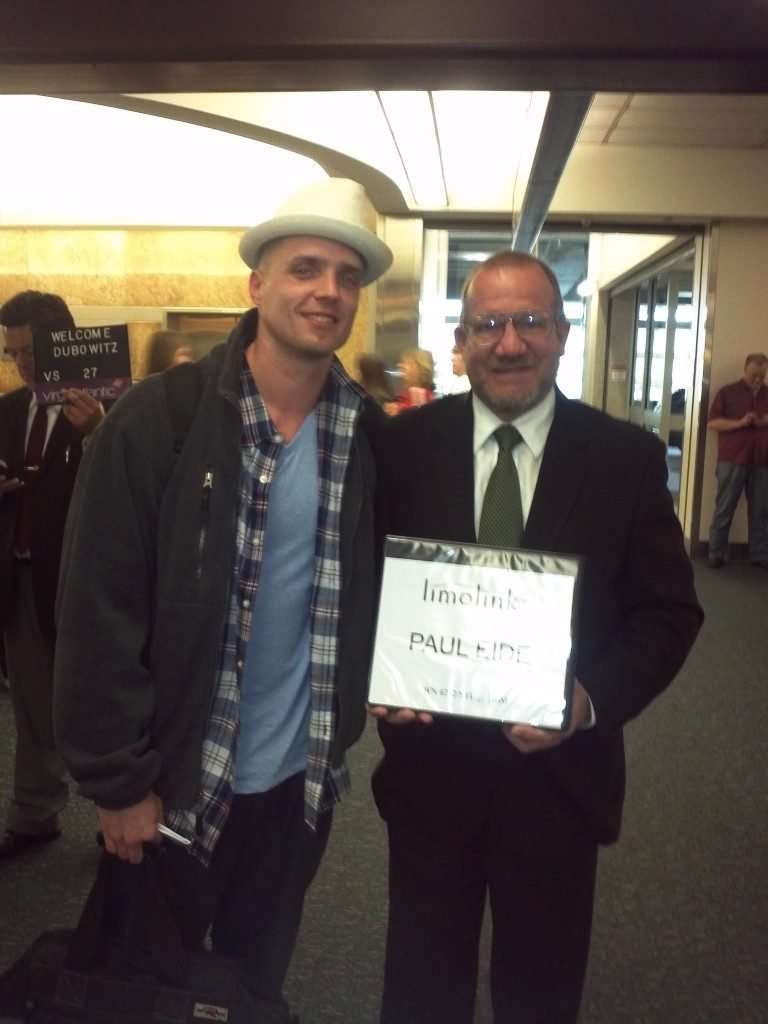 WELCOME
DUBOWITZ
VS 27
limolink
PAUL EIDE